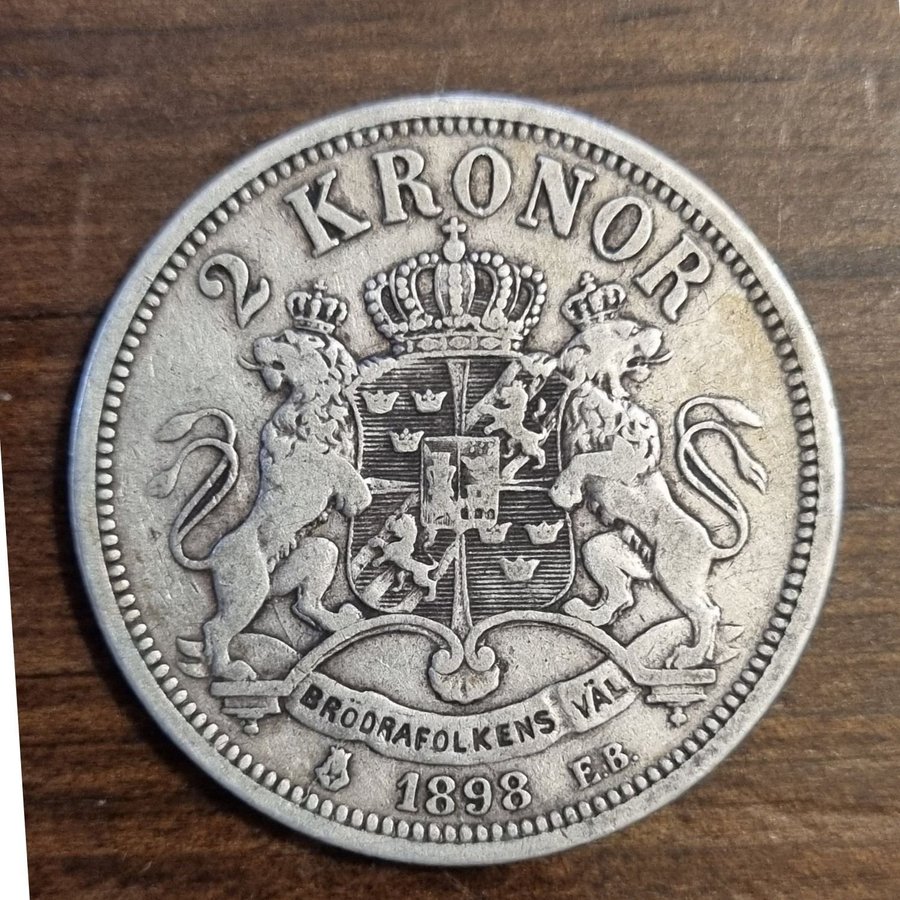 2 KRONOR
BRÖDRAFOLKENS VÄL
1898 E.B.